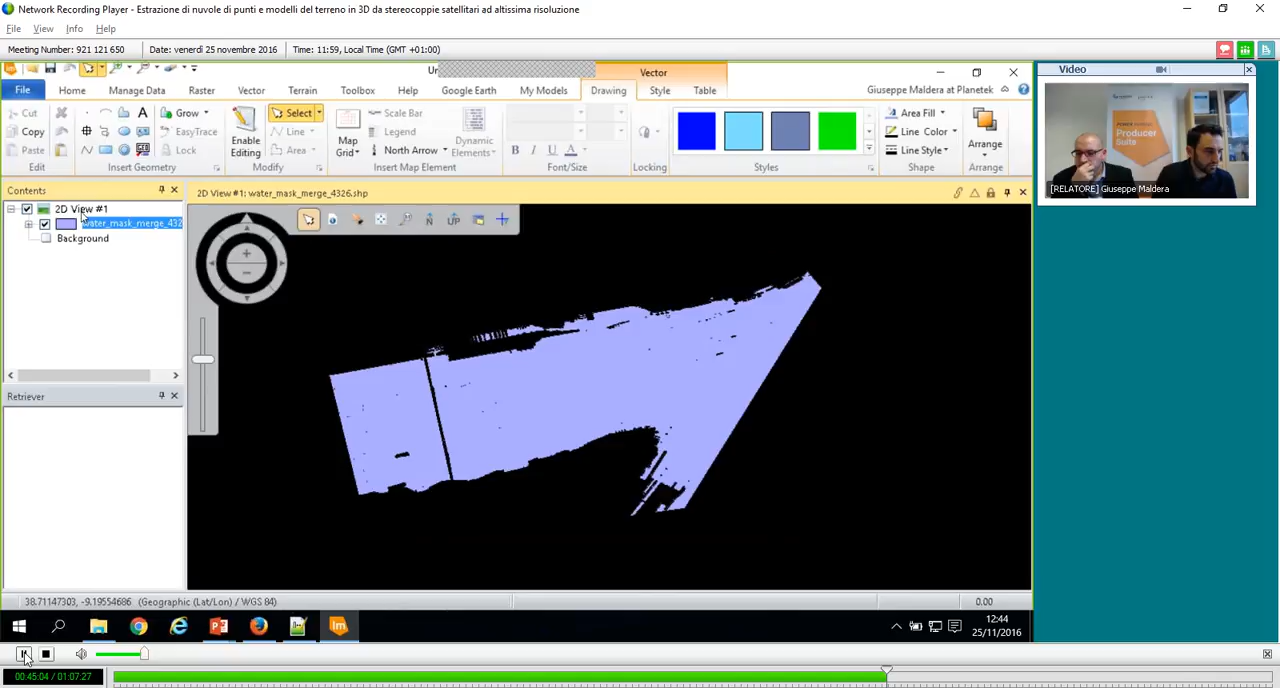 Network Recording Player - Estrazione di nuvole di punti e modelli del terreno in 3D da stereocoppie satellitari ad altissima risoluzione
File View Info Help
Meeting Number: 921 121 650 Date: venerdì 25 novembre 2016 Time: 11:59, Local Time (GMT +01:00)
Ur Vector
File Home Manage Data Raster Vector Terrain Toolbox Help Google Earth My Models Drawing Style Table Giuseppe Maldera at Planetek
Cut Grow Select Scale Bar Area Fill
Copy EasyTrace Line Legend Line Color
Paste Lock Area North Arrow Line Style
Enable Editing Map Grid Dynamic Elements B I U A Arrange
Edit Insert Geometry Modify Insert Map Element Font/Size Locking Styles Shape Arrange
Contents
2D View #1
water_mask_merge_432
Background
Retriever
2D View #1: water_mask_merge_4326.shp
N UP
38.71147303, -9.19554686 (Geographic (Lat/Lon) / WGS 84) 0.00
12:44
25/11/2016
Video
PONER PORTFOLIO
Producer
Suite
[RELATORE] Giuseppe Maldera
00:45:04 / 01:07:27